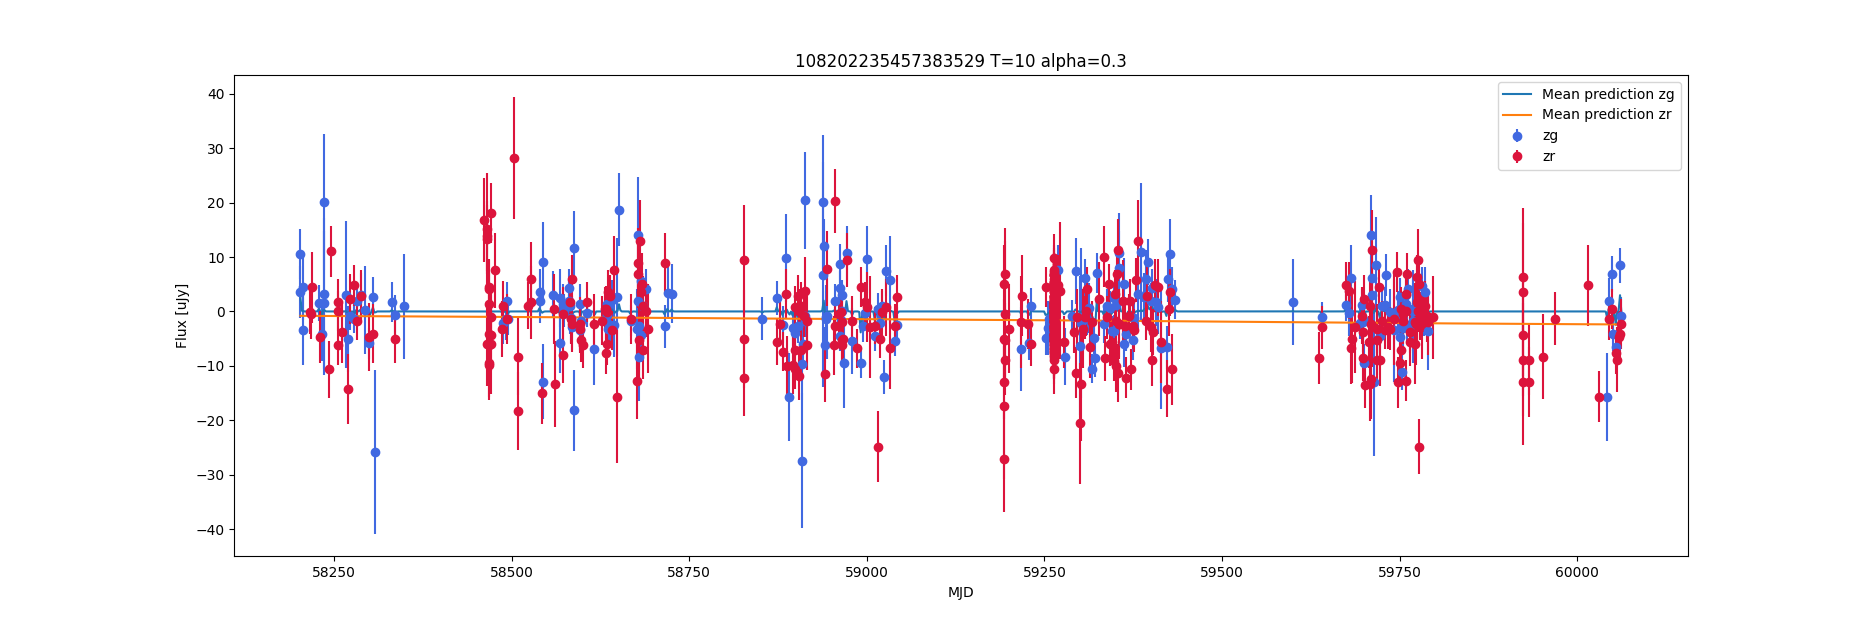 108202235457383529 T=10 alpha=0.3
Mean prediction zg
Mean prediction zr
zg
zr
Flux [uJy]
40
30
20
10
0
−10
−20
−30
−40
58250 58500 58750 59000 59250 59500 59750 60000
MJD